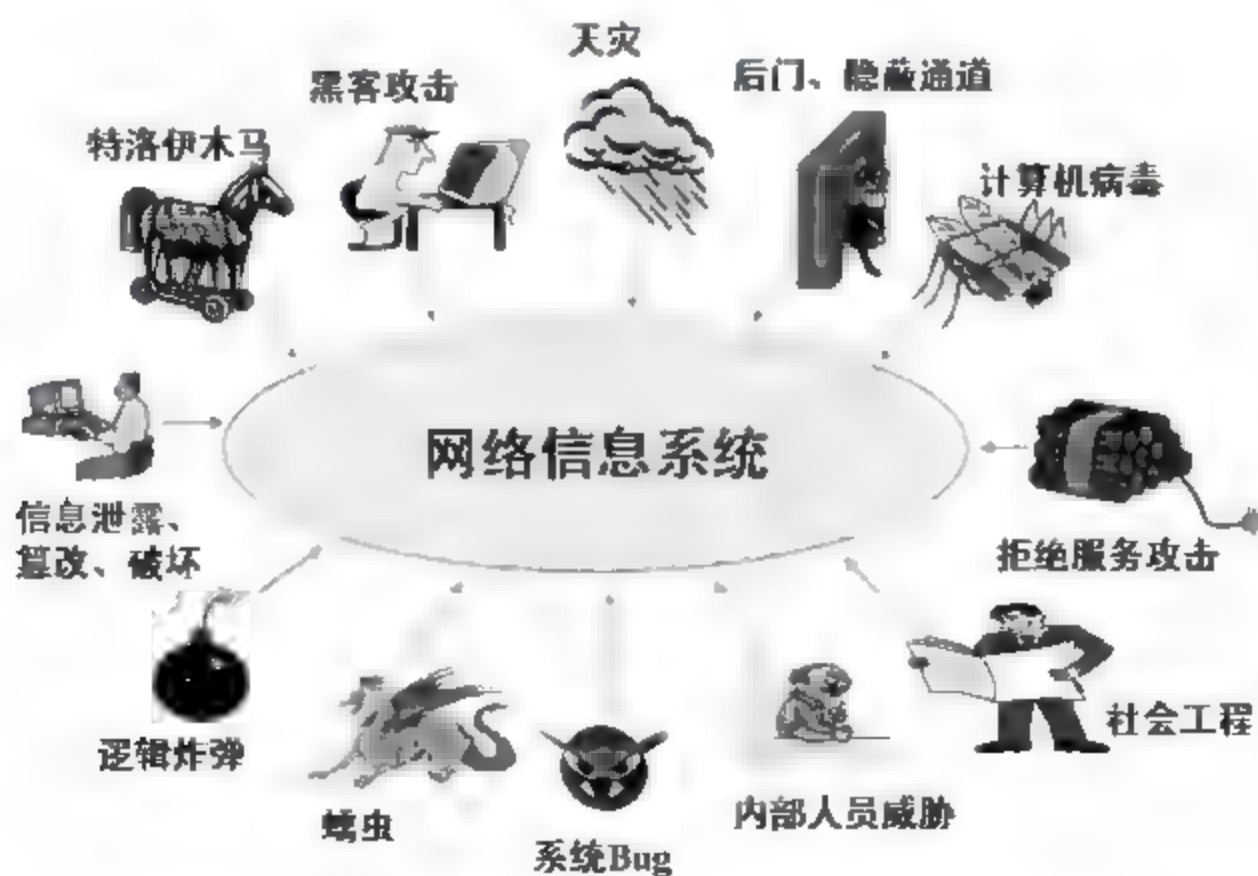 天灾
黑客攻击
后门、隐蔽通道
特洛伊木马
计算机病毒
网络信息系统
信息泄露、
篡改、破坏
拒绝服务攻击
逻辑炸弹
社会工程
蠕虫
内部人员威胁
系统Bug